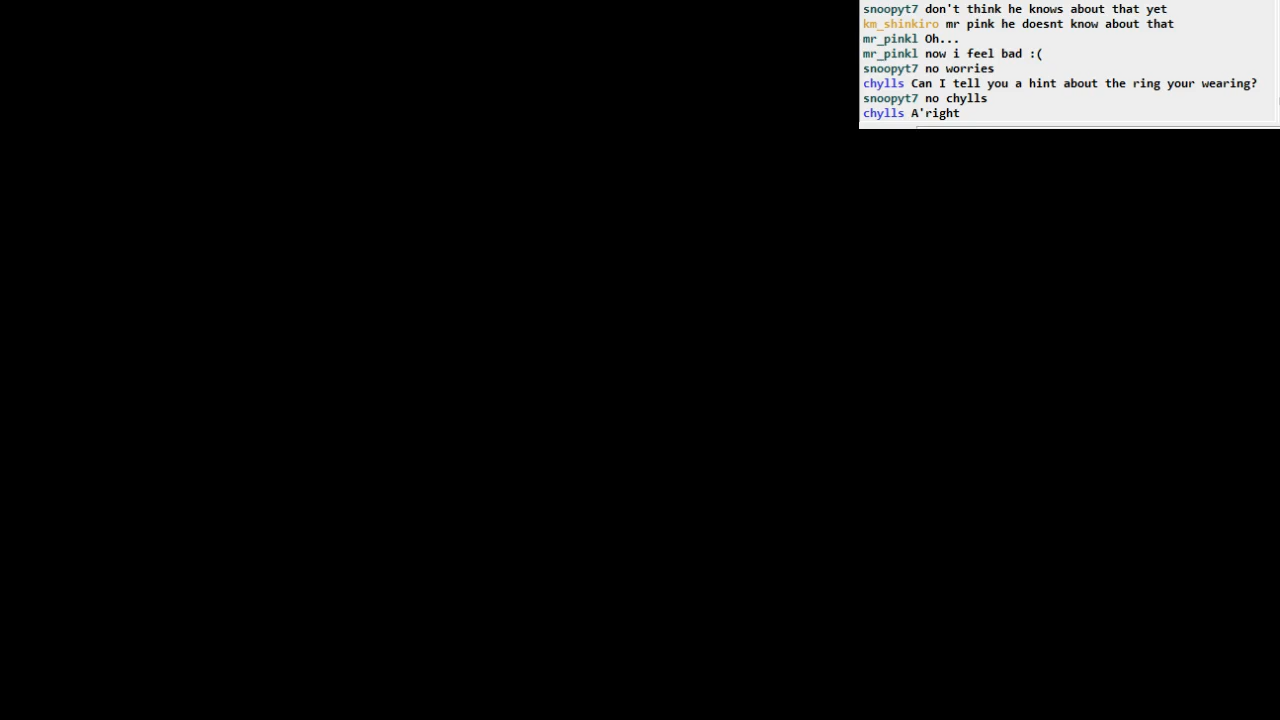 snoopyt7 don't think he knows about that yet
km_shinkiro mr pink he doesnt know about that
mr_pinkl Oh...
mr_pinkl now i feel bad :(
snoopyt7 no worries
chylls Can I tell you a hint about the ring your wearing?
snoopyt7 no chylls
chylls A'right